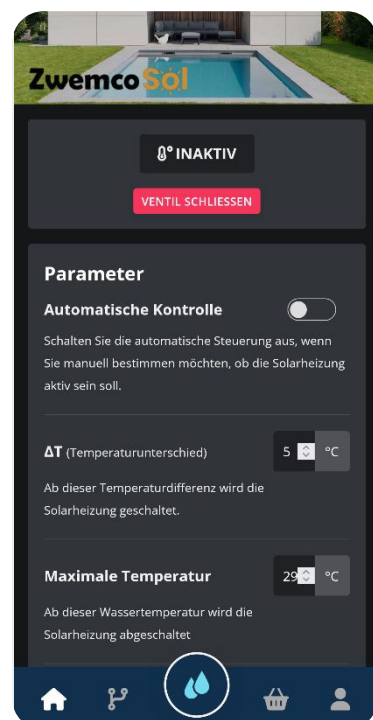 ZwemcoSol
INAKTIV
VENTIL SCHLIESSEN
Parameter
Automatische Kontrolle
Schalten Sie die automatische Steuerung aus, wenn
Sie manuell bestimmen möchten, ob die Solarheizung
aktiv sein soll.
ΔT (Temperaturunterschied) 5 °C
Ab dieser Temperaturdifferenz wird die
Solarheizung geschaltet.
Maximale Temperatur 29 °C
Ab dieser Wassertemperatur wird die
Solarheizung abgeschaltet